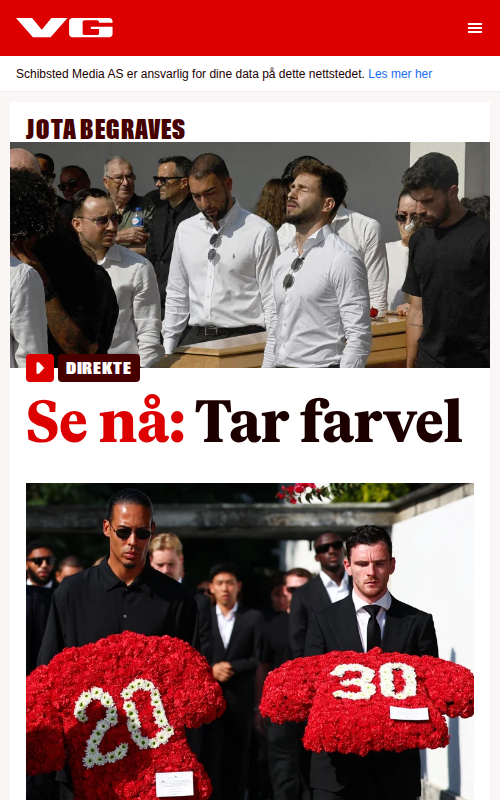 VG
Schibsted Media AS er ansvarlig for dine data på dette nettstedet. Les mer her
JOTA BEGRAVES
DIREKTE
Se nå: Tar farvel
20
30